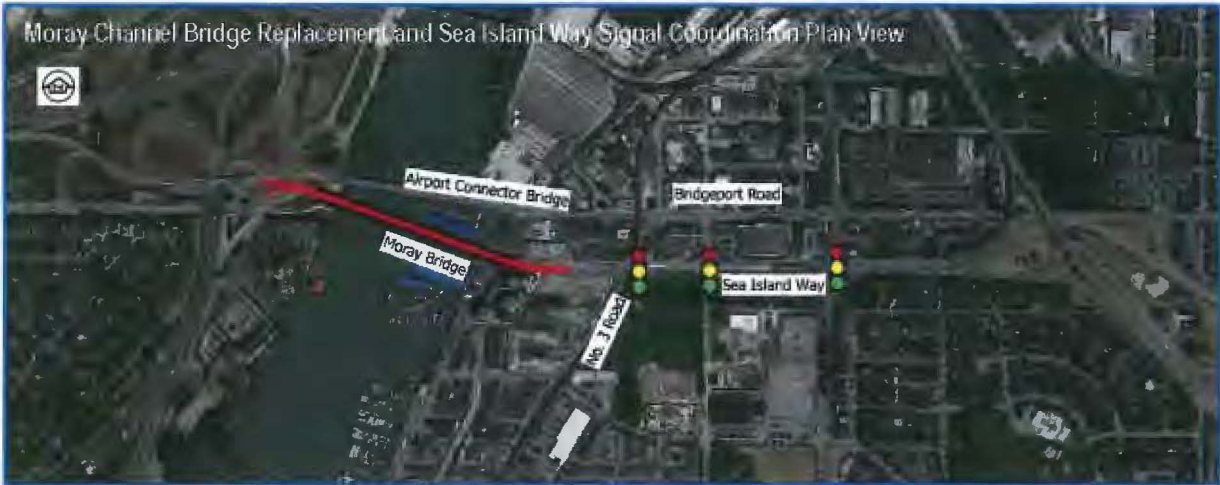 Moray Channel Bridge Replacement and Sea Island Way Signal Coordination Plan View
Airport Connector Bridge
Bridgeport Road
Moray Bridge
Sea Island Way
No. 3 Road